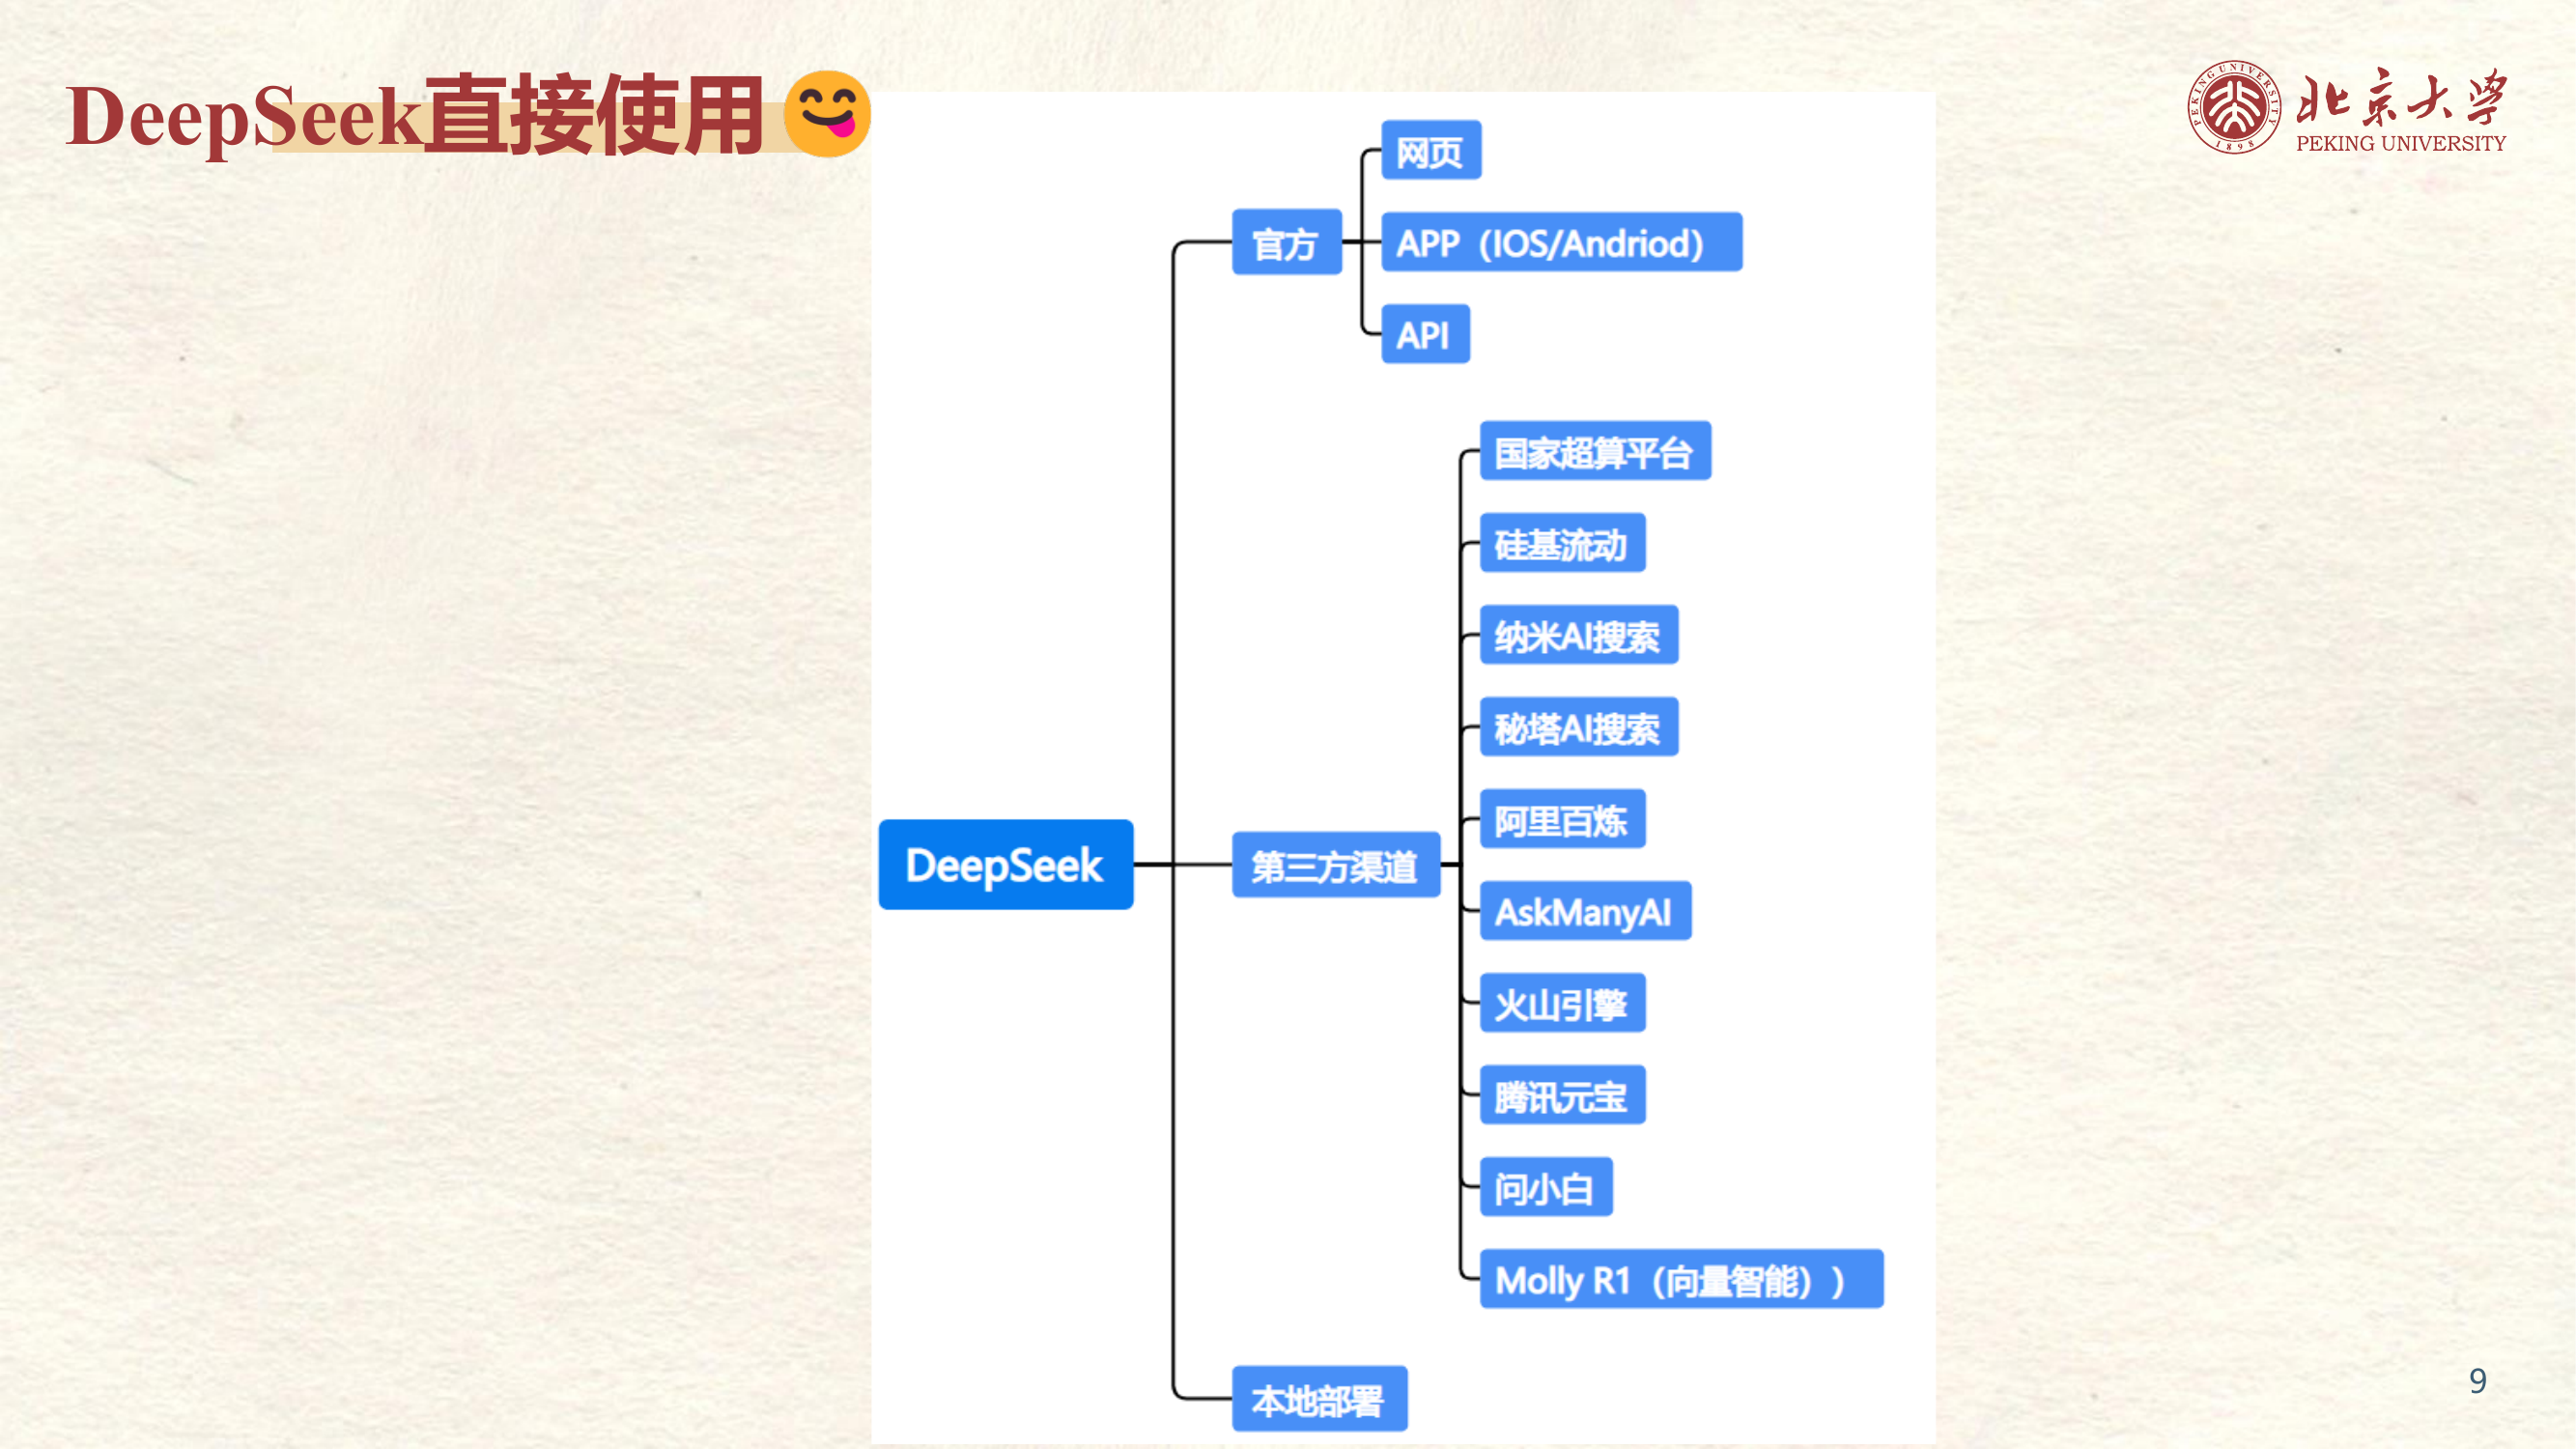 DeepSeek直接使用😋
PEKING UNIVERSITY
1898
北京大学
PEKING UNIVERSITY
网页
官方
APP（IOS/Andriod）
API
国家超算平台
硅基流动
纳米AI搜索
秘塔AI搜索
阿里百炼
DeepSeek
第三方渠道
AskManyAI
火山引擎
腾讯元宝
问小白
Molly R1（向量智能））
本地部署
9